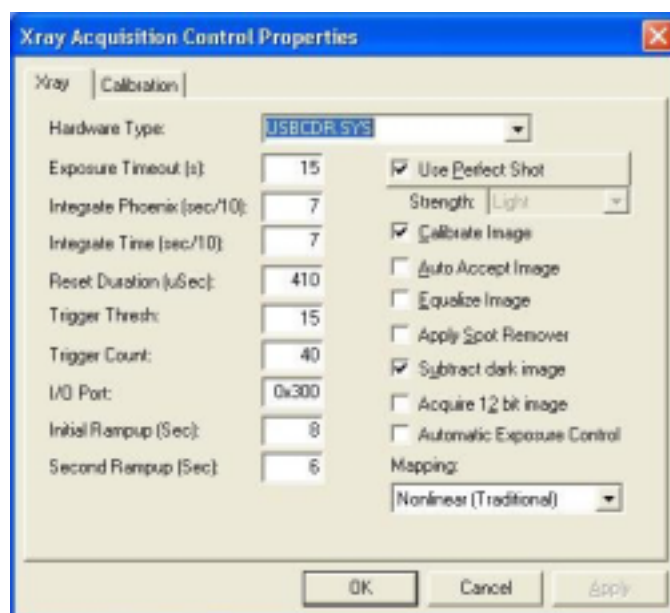 Xray Acquisition Control Properties
Xray
Calibration
Hardware Type:
USBCDR.SYS
Exposure Timeout (s):
15
Integrate Phoenix (sec/10):
7
Integrate Time (sec/10):
7
Reset Duration (uSec):
410
Trigger Thresh:
15
Trigger Count:
40
I/O Port:
0x300
Initial Rampup (Sec):
8
Second Rampup (Sec):
6
Use Perfect Shot
Strength:
Light
Calibrate Image
Auto Accept Image
Equalize Image
Apply Spot Remover
Subtract dark image
Acquire 12 bit image
Automatic Exposure Control
Mapping:
Nonlinear (Traditional)
OK
Cancel
Apply